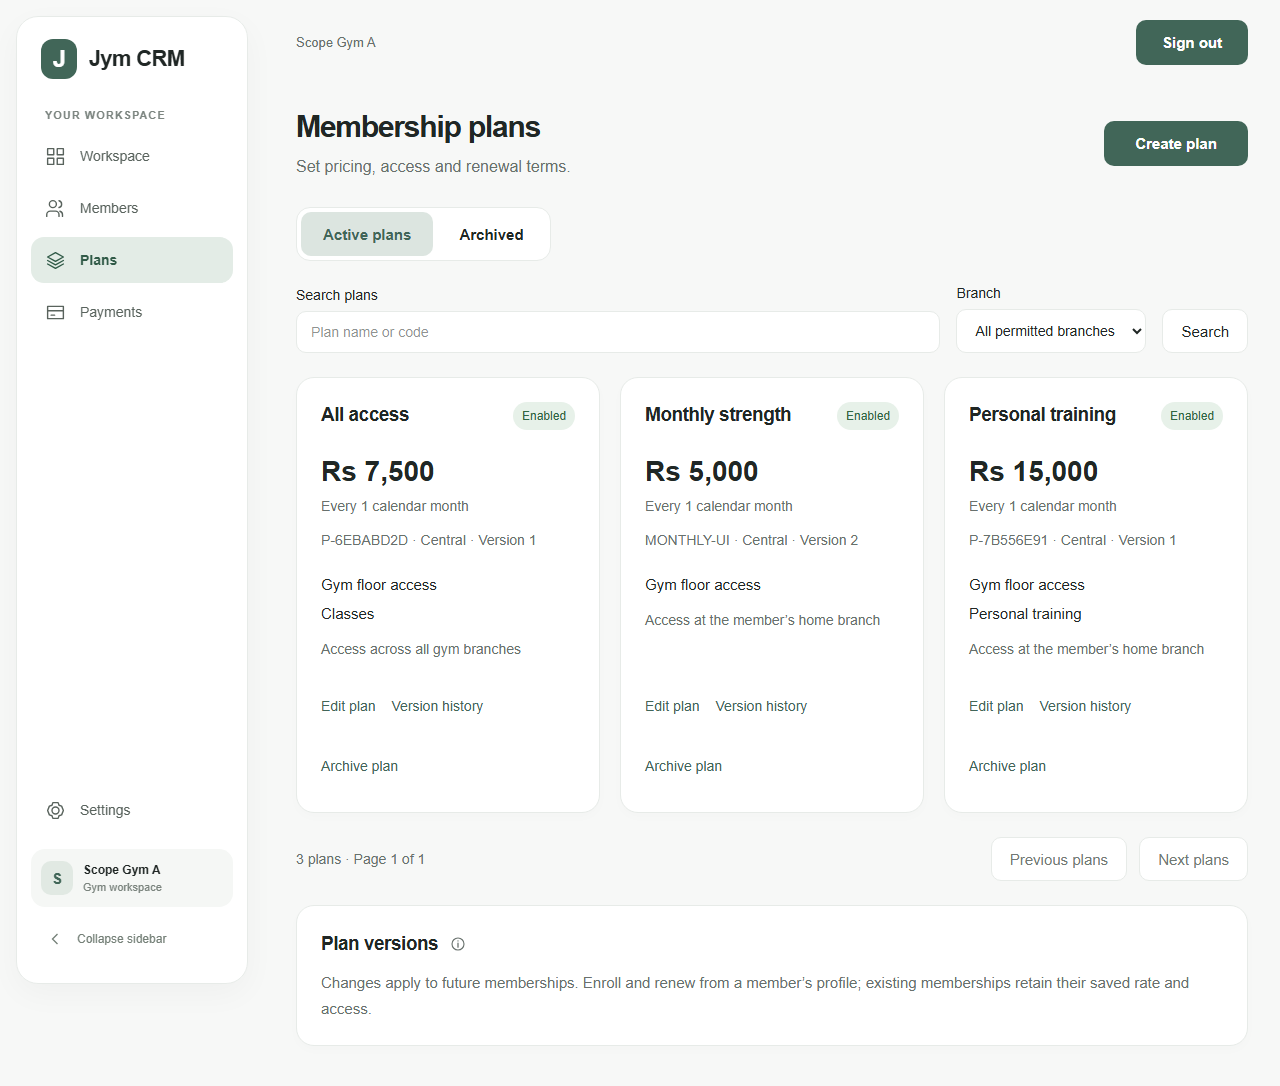 J Jym CRM
YOUR WORKSPACE
Workspace
Members
Plans
Payments
Settings
S
Scope Gym A
Gym workspace
Collapse sidebar
Scope Gym A
Sign out
Membership plans
Set pricing, access and renewal terms.
Create plan
Active plans Archived
Search plans
Plan name or code
Branch
All permitted branches
Search
All access Enabled
Rs 7,500
Every 1 calendar month
P-6EBABD2D · Central · Version 1
Gym floor access
Classes
Access across all gym branches
Edit plan Version history
Archive plan
Monthly strength Enabled
Rs 5,000
Every 1 calendar month
MONTHLY-UI · Central · Version 2
Gym floor access
Access at the member’s home branch
Edit plan Version history
Archive plan
Personal training Enabled
Rs 15,000
Every 1 calendar month
P-7B556E91 · Central · Version 1
Gym floor access
Personal training
Access at the member’s home branch
Edit plan Version history
Archive plan
3 plans · Page 1 of 1
Previous plans Next plans
Plan versions
Changes apply to future memberships. Enroll and renew from a member’s profile; existing memberships retain their saved rate and
access.